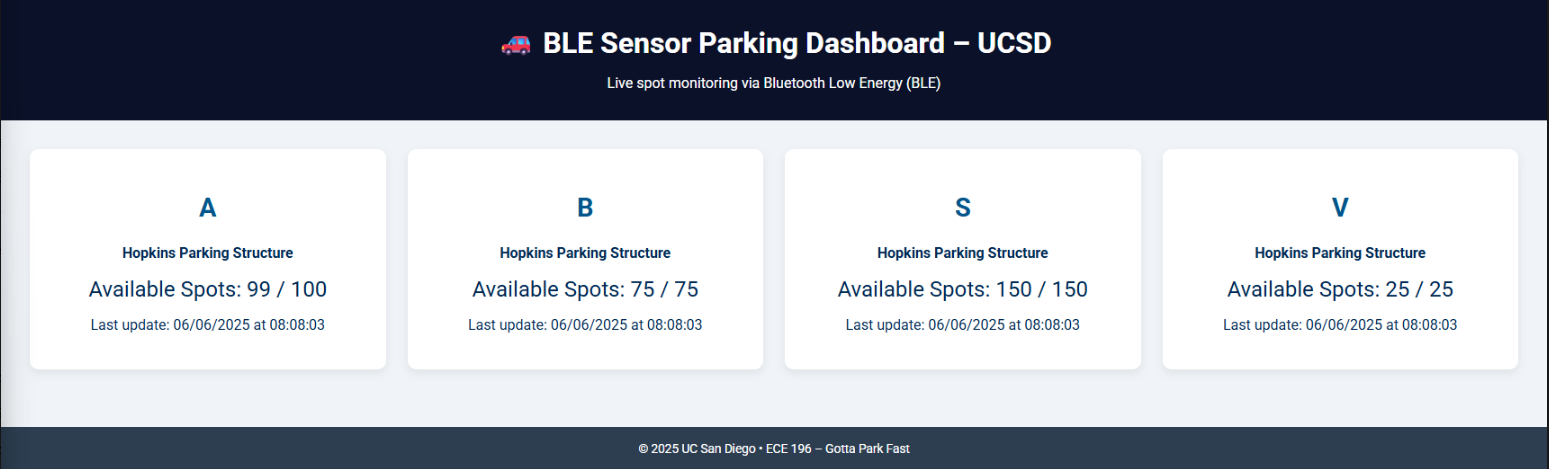 🚗 BLE Sensor Parking Dashboard – UCSD
Live spot monitoring via Bluetooth Low Energy (BLE)
A
Hopkins Parking Structure
Available Spots: 99 / 100
Last update: 06/06/2025 at 08:08:03
B
Hopkins Parking Structure
Available Spots: 75 / 75
Last update: 06/06/2025 at 08:08:03
S
Hopkins Parking Structure
Available Spots: 150 / 150
Last update: 06/06/2025 at 08:08:03
V
Hopkins Parking Structure
Available Spots: 25 / 25
Last update: 06/06/2025 at 08:08:03
© 2025 UC San Diego • ECE 196 – Gotta Park Fast